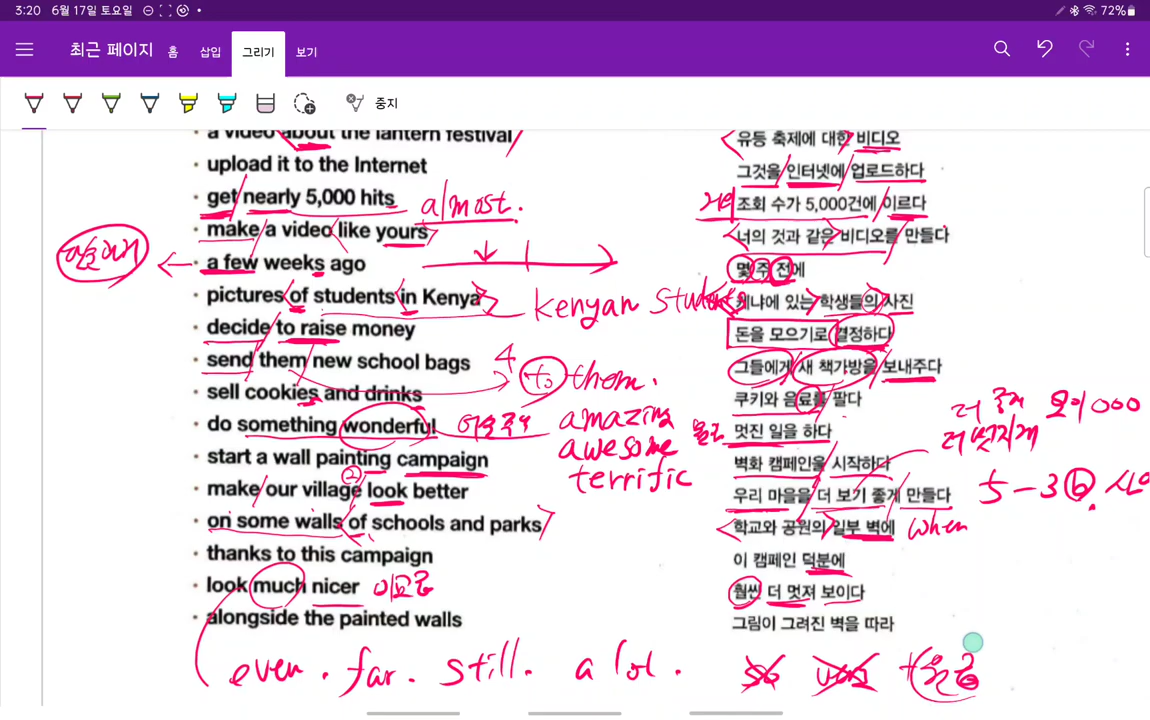 3:20 6월 17일 토요일 72%
최근 페이지 홈 삽입 그리기 보기
중지
· a video about the lantern festival 유등 축제에 대한 비디오
· upload it to the Internet 그것을 인터넷에 업로드하다
· get nearly 5,000 hits almost. 거의 조회 수가 5,000건에 이르다
· make a video like yours 너의 것과 같은 비디오를 만들다
· a few weeks ago 몇 주 전에
· pictures of students in Kenya Kenyan students 케냐에 있는 학생들의 사진
· decide to raise money 돈을 모으기로 결정하다
· send them new school bags 4 to them. 그들에게 새 책가방을 보내주다
· sell cookies and drinks 쿠키와 음료를 팔다
· do something wonderful amazing 멋진 일을 하다
awesome
terrific
· start a wall painting campaign 벽화 캠페인을 시작하다
· make our village look better 우리 마을을 더 보기 좋게 만들다
② 5-3
· on some walls of schools and parks 학교와 공원의 일부 벽에 when
· thanks to this campaign 이 캠페인 덕분에
· look much nicer 훨씬 더 멋져 보이다
· alongside the painted walls 그림이 그려진 벽을 따라
even. far. still. a lot. so very